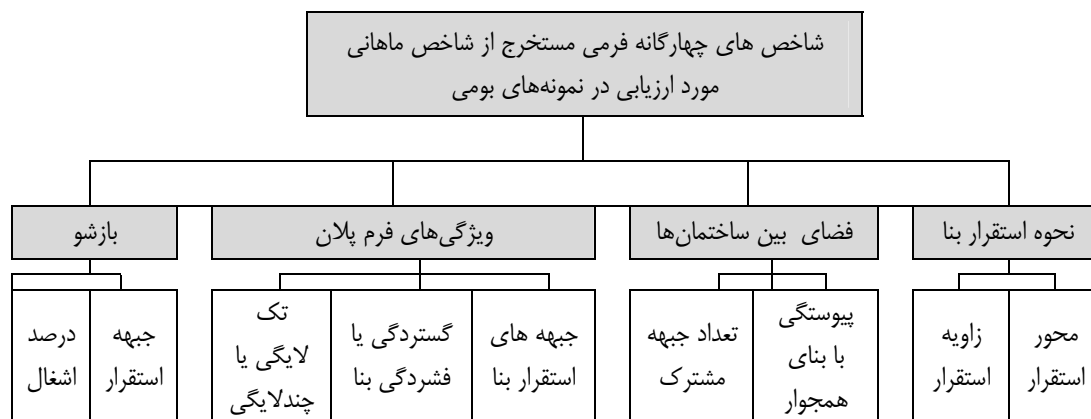 شاخص های چهارگانه فرمی مستخرج از شاخص ماهانی
مورد ارزیابی در نمونه‌های بومی
نحوه استقرار بنا
فضای بین ساختمان‌ها
ویژگی‌های فرم پلان
بازشو
محور
استقرار
زاویه
استقرار
پیوستگی
با بنای
همجوار
تعداد جبهه
مشترک
جبهه های
استقرار بنا
گستردگی یا
فشردگی بنا
تک
لایگی یا
چندلایگی
جبهه
استقرار
درصد
اشغال